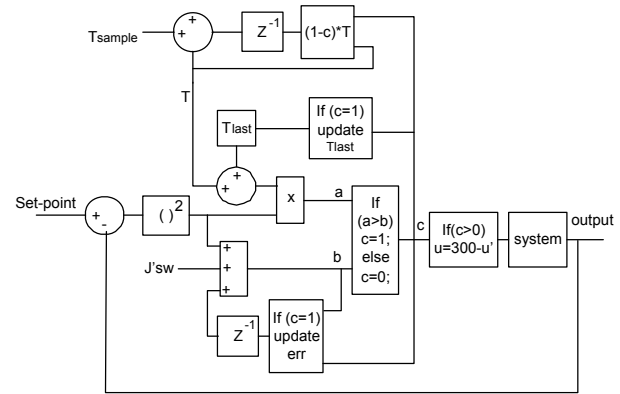 Tsample
+
+
Z-1
(1-c)*T
T
Tlast
If (c=1)
update
Tlast
+
+
x
a
Set-point
+
-
( )2
J'sw
+
+
+
b
If
(a>b)
c=1;
else
c=0;
c
If(c>0)
u=300-u'
system
output
Z-1
If (c=1)
update
err